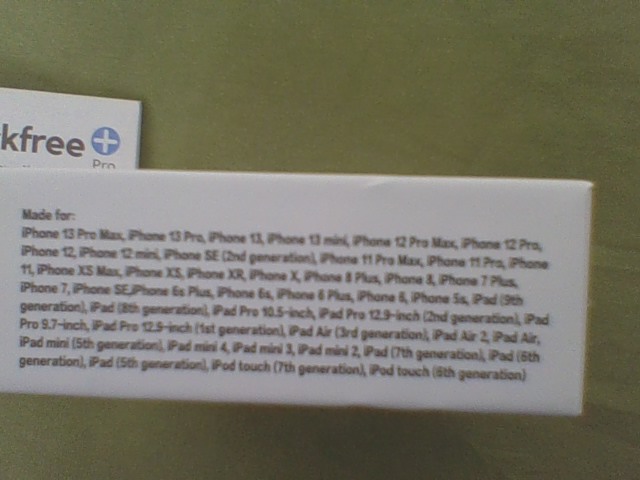 kfree
Pro
Made for:
iPhone 13 Pro Max, iPhone 13 Pro, iPhone 13, iPhone 13 mini, iPhone 12 Pro Max, iPhone 12 Pro,
iPhone 12, iPhone 12 mini, iPhone SE (2nd generation), iPhone 11 Pro Max, iPhone 11 Pro, iPhone
11, iPhone XS Max, iPhone XS, iPhone XR, iPhone X, iPhone 8 Plus, iPhone 8, iPhone 7 Plus,
iPhone 7, iPhone SE,iPhone 6s Plus, iPhone 6s, iPhone 6 Plus, iPhone 6, iPhone 5s, iPad (9th
generation), iPad (8th generation), iPad Pro 10.5-inch, iPad Pro 12.9-inch (2nd generation), iPad
Pro 9.7-inch, iPad Pro 12.9-inch (1st generation), iPad Air (3rd generation), iPad Air 2, iPad Air,
iPad mini (5th generation), iPad mini 4, iPad mini 3, iPad mini 2, iPad (7th generation), iPad (6th
generation), iPad (5th generation), iPod touch (7th generation), iPod touch (6th generation)